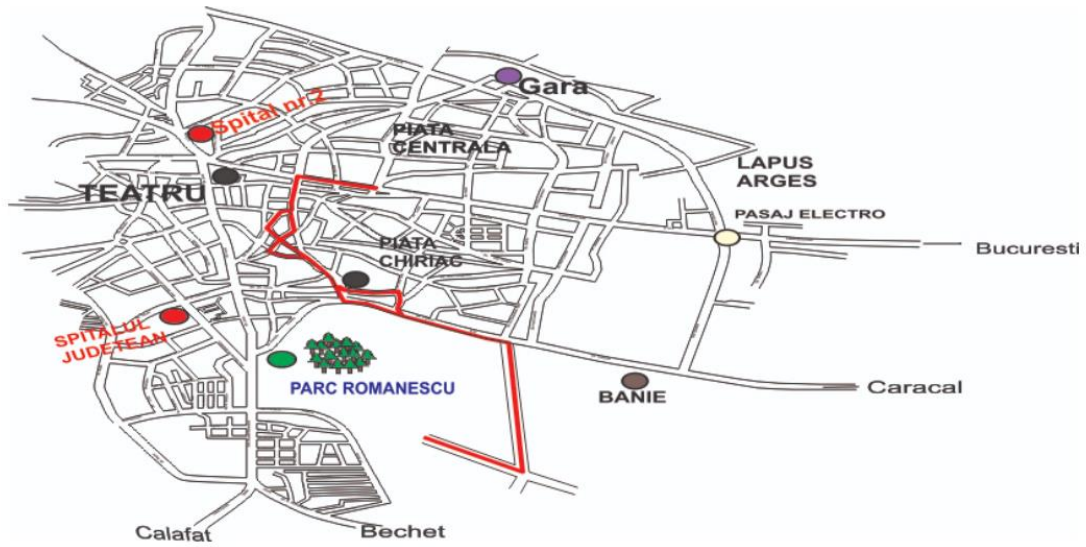 Gara
Spital nr.2
PIATA
CENTRALA
LAPUS
ARGES
TEATRU
PASAJ ELECTRO
PIATA
CHIRIAC
Bucuresti
SPITALUL
JUDETEAN
PARC ROMANESCU
BANIE
Caracal
Calafat
Bechet